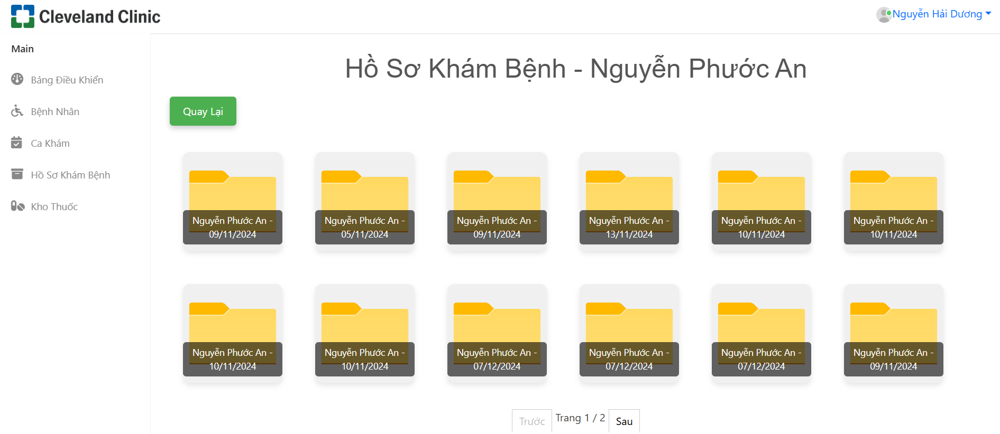 Cleveland Clinic
Nguyễn Hải Dương
Main
Bảng Điều Khiển
Bệnh Nhân
Ca Khám
Hồ Sơ Khám Bệnh
Kho Thuốc
Hồ Sơ Khám Bệnh - Nguyễn Phước An
Quay Lại
Nguyễn Phước An -
09/11/2024
Nguyễn Phước An -
05/11/2024
Nguyễn Phước An -
09/11/2024
Nguyễn Phước An -
13/11/2024
Nguyễn Phước An -
10/11/2024
Nguyễn Phước An -
10/11/2024
Nguyễn Phước An -
10/11/2024
Nguyễn Phước An -
10/11/2024
Nguyễn Phước An -
07/12/2024
Nguyễn Phước An -
07/12/2024
Nguyễn Phước An -
07/12/2024
Nguyễn Phước An -
09/11/2024
Trước Trang 1 / 2 Sau